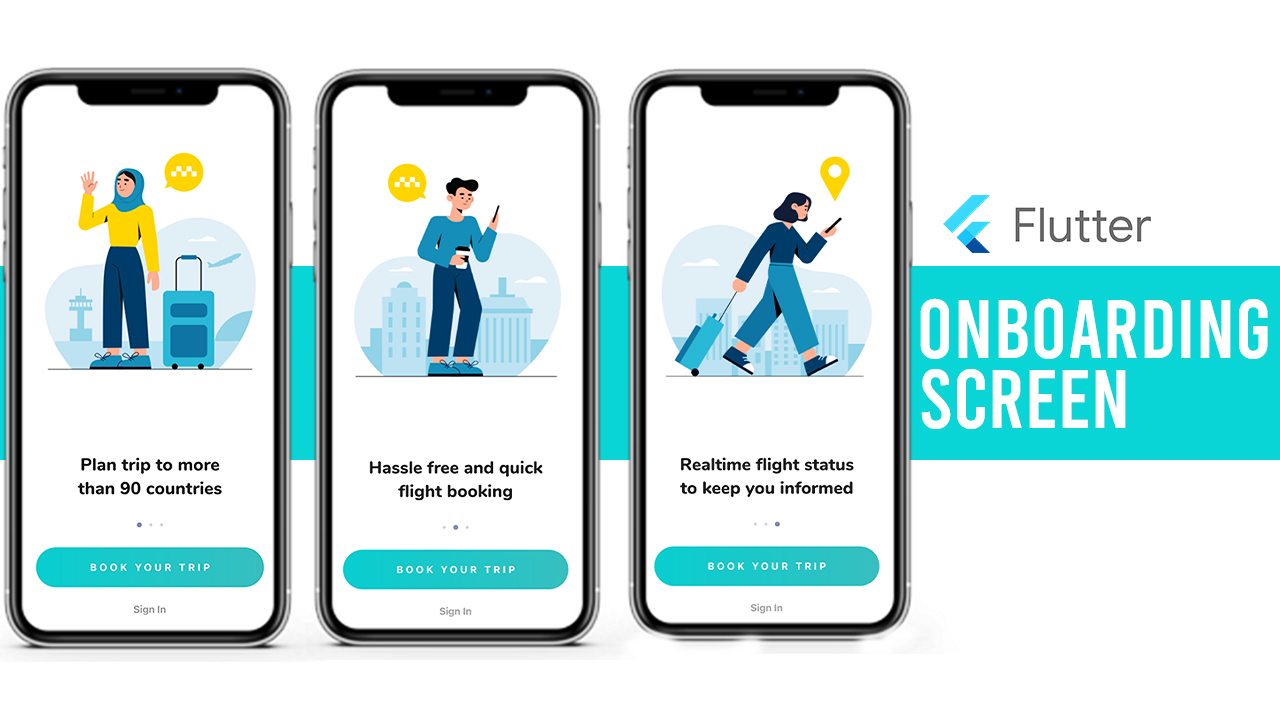 Plan trip to more
than 90 countries
BOOK YOUR TRIP
Sign In
Hassle free and quick
flight booking
BOOK YOUR TRIP
Sign In
Realtime flight status
to keep you informed
BOOK YOUR TRIP
Sign In
Flutter
ONBOARDING
SCREEN